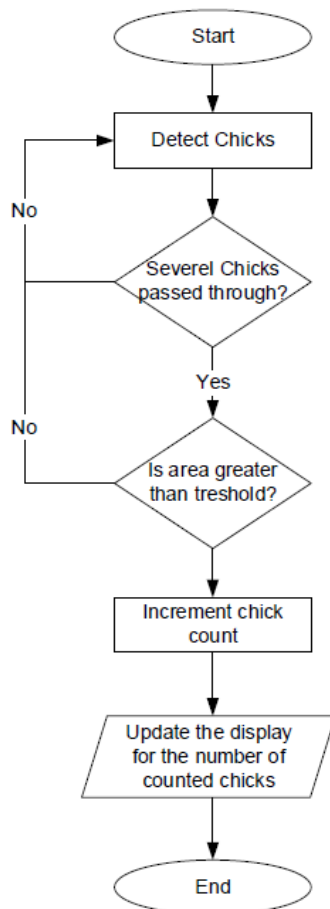 Start
Detect Chicks
No
Severel Chicks
passed through?
Yes
No
Is area greater
than treshold?
Increment chick
count
Update the display
for the number of
counted chicks
End